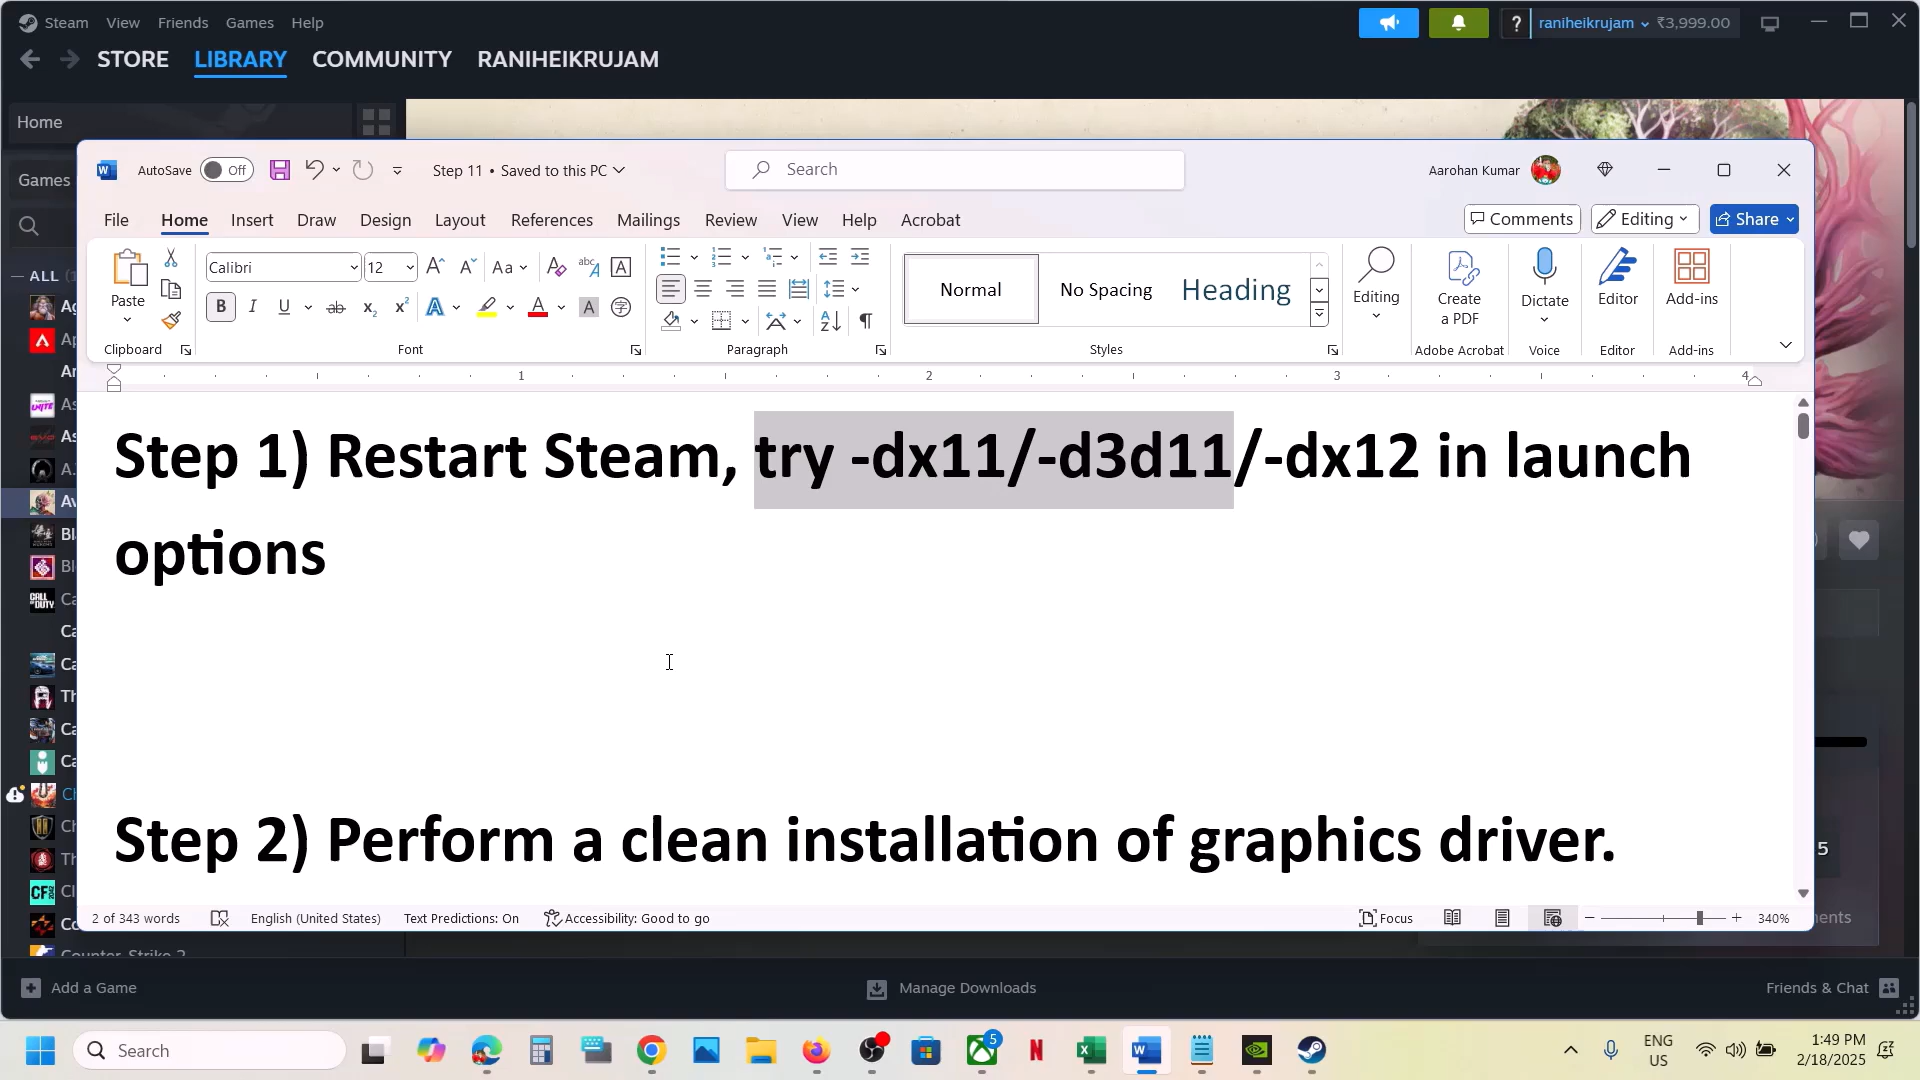 Steam View Friends Games Help
? raniheikrujam ₹3,999.00
STORE LIBRARY COMMUNITY RANIHEIKRUJAM
Home
Games
ALL
AutoSave Off Step 11 • Saved to this PC Search Aarohan Kumar
File Home Insert Draw Design Layout References Mailings Review View Help Acrobat Comments Editing Share
Paste Calibri 12 Normal No Spacing Heading Editing Create a PDF Dictate Editor Add-ins
Clipboard Font Paragraph Styles Adobe Acrobat Voice Editor Add-ins
1 2 3 4
Step 1) Restart Steam, try -dx11/-d3d11/-dx12 in launch
options
Step 2) Perform a clean installation of graphics driver.
2 of 343 words English (United States) Text Predictions: On Accessibility: Good to go Focus 340%
Add a Game Manage Downloads Friends & Chat
Search 5 ENG US 1:49 PM 2/18/2025